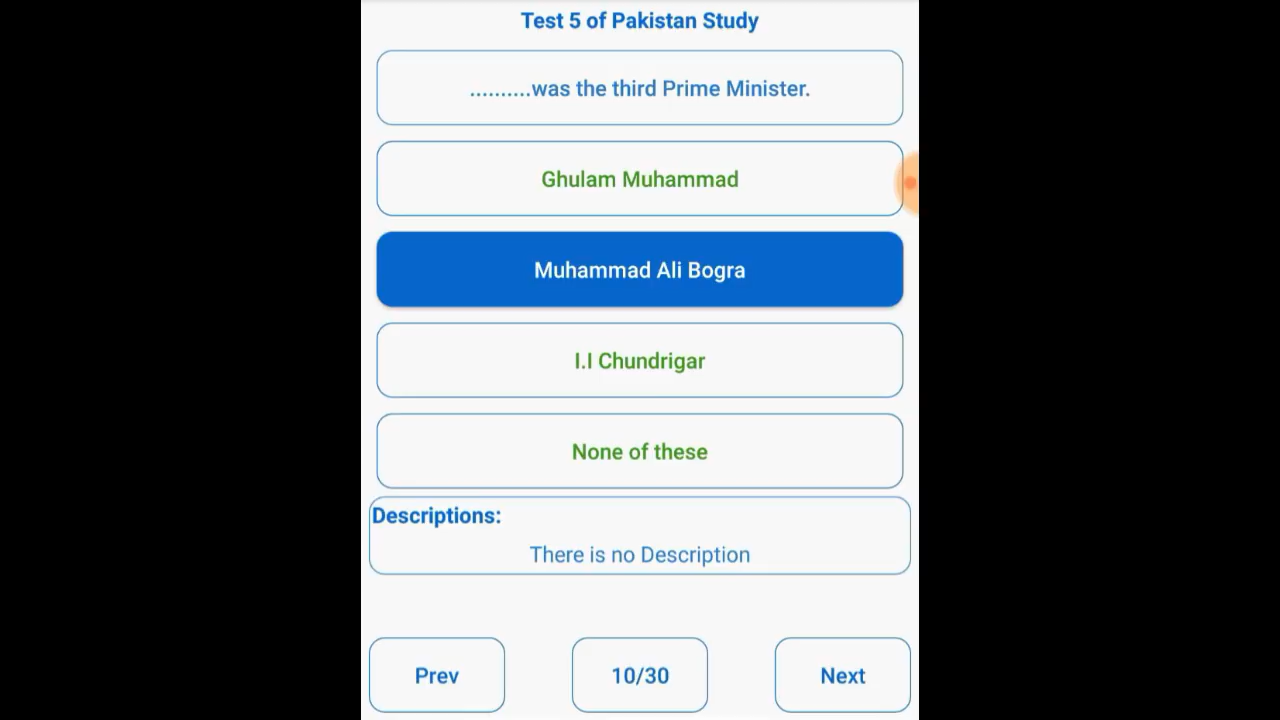 Test 5 of Pakistan Study
..........was the third Prime Minister.
Ghulam Muhammad
Muhammad Ali Bogra
I.I Chundrigar
None of these
Descriptions:
There is no Description
Prev
10/30
Next